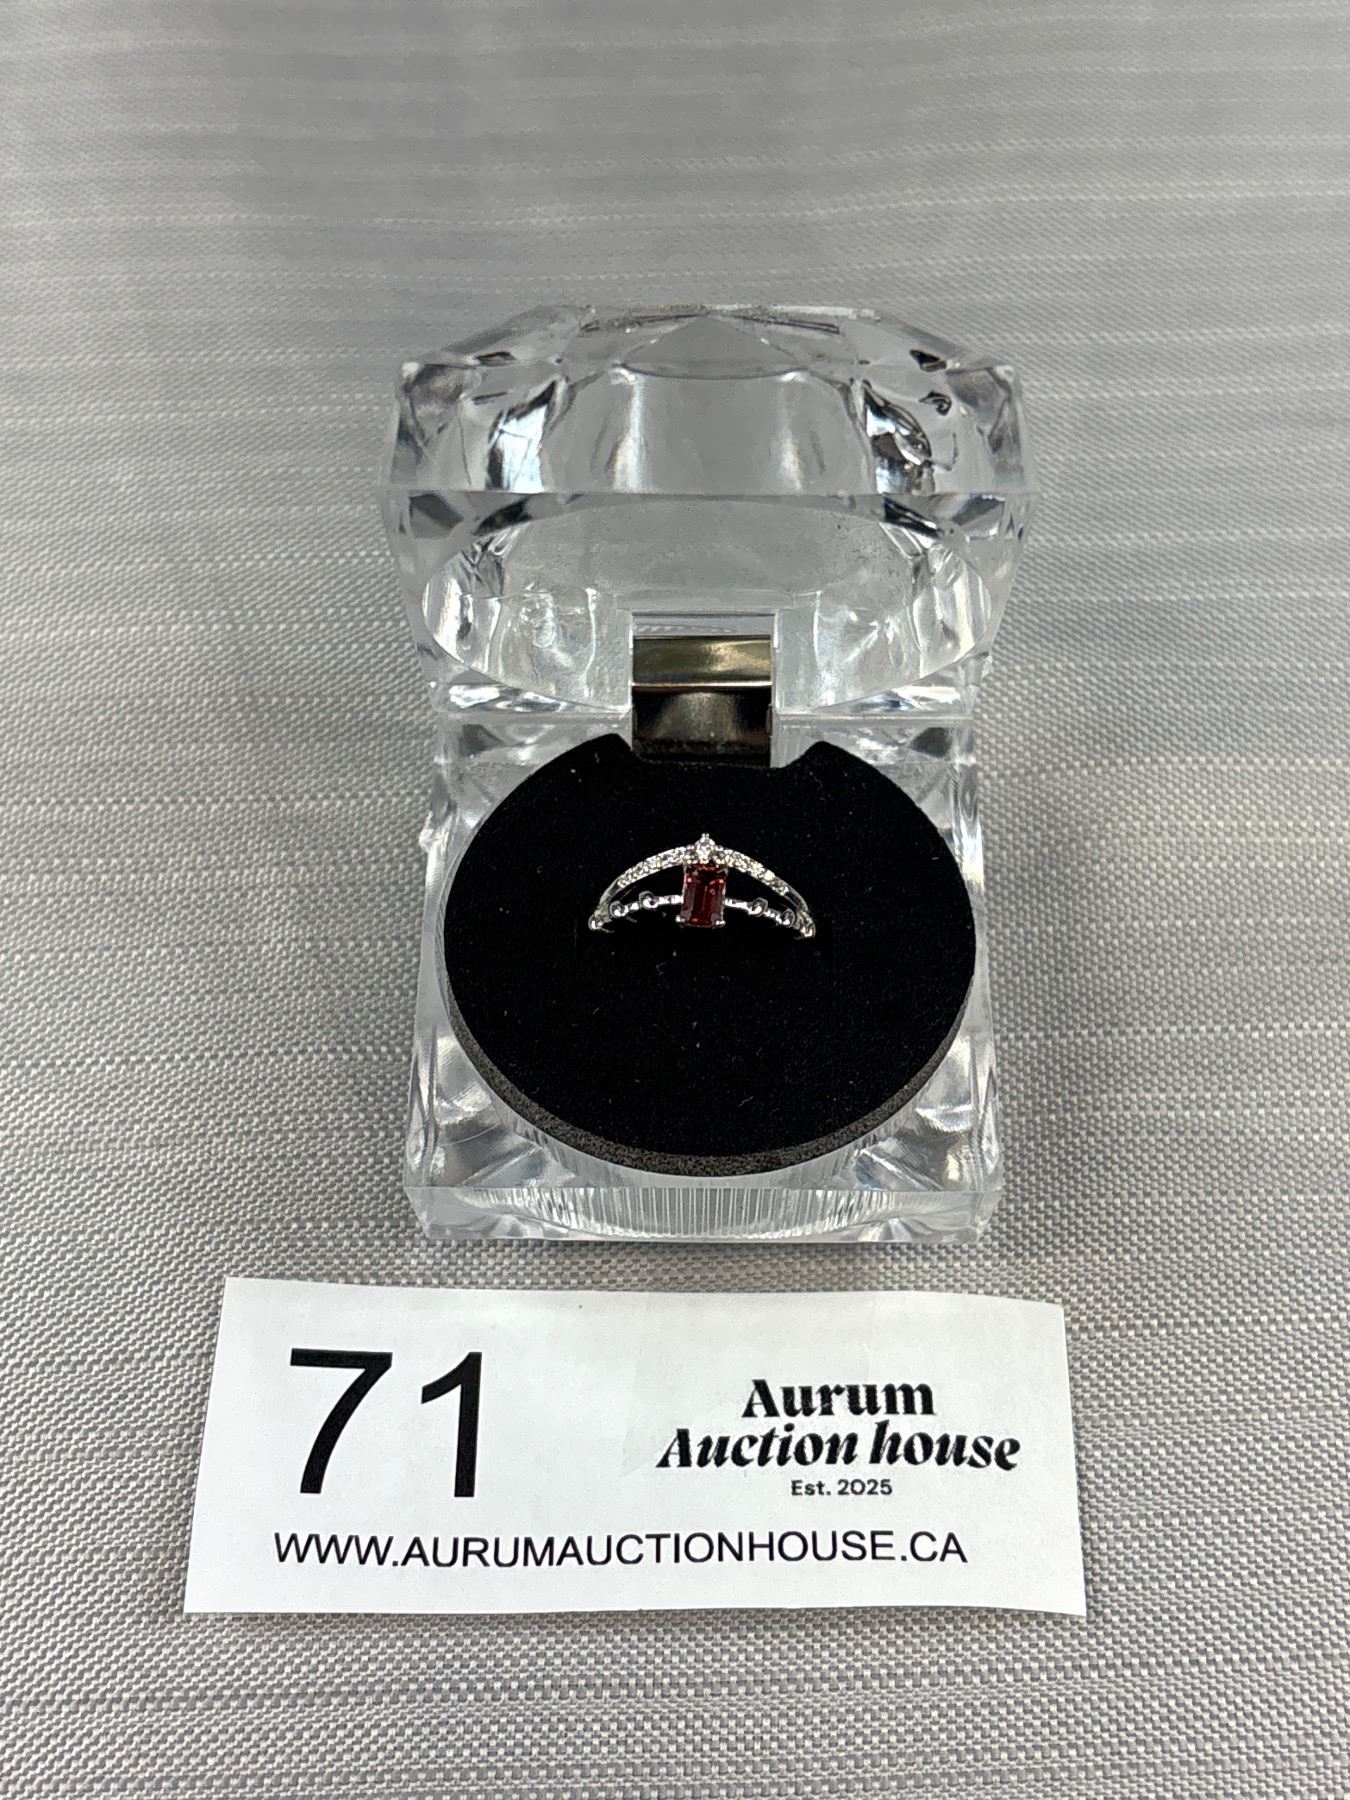 71
Aurum
Auction house
Est. 2025
WWW.AURUMAUCTIONHOUSE.CA